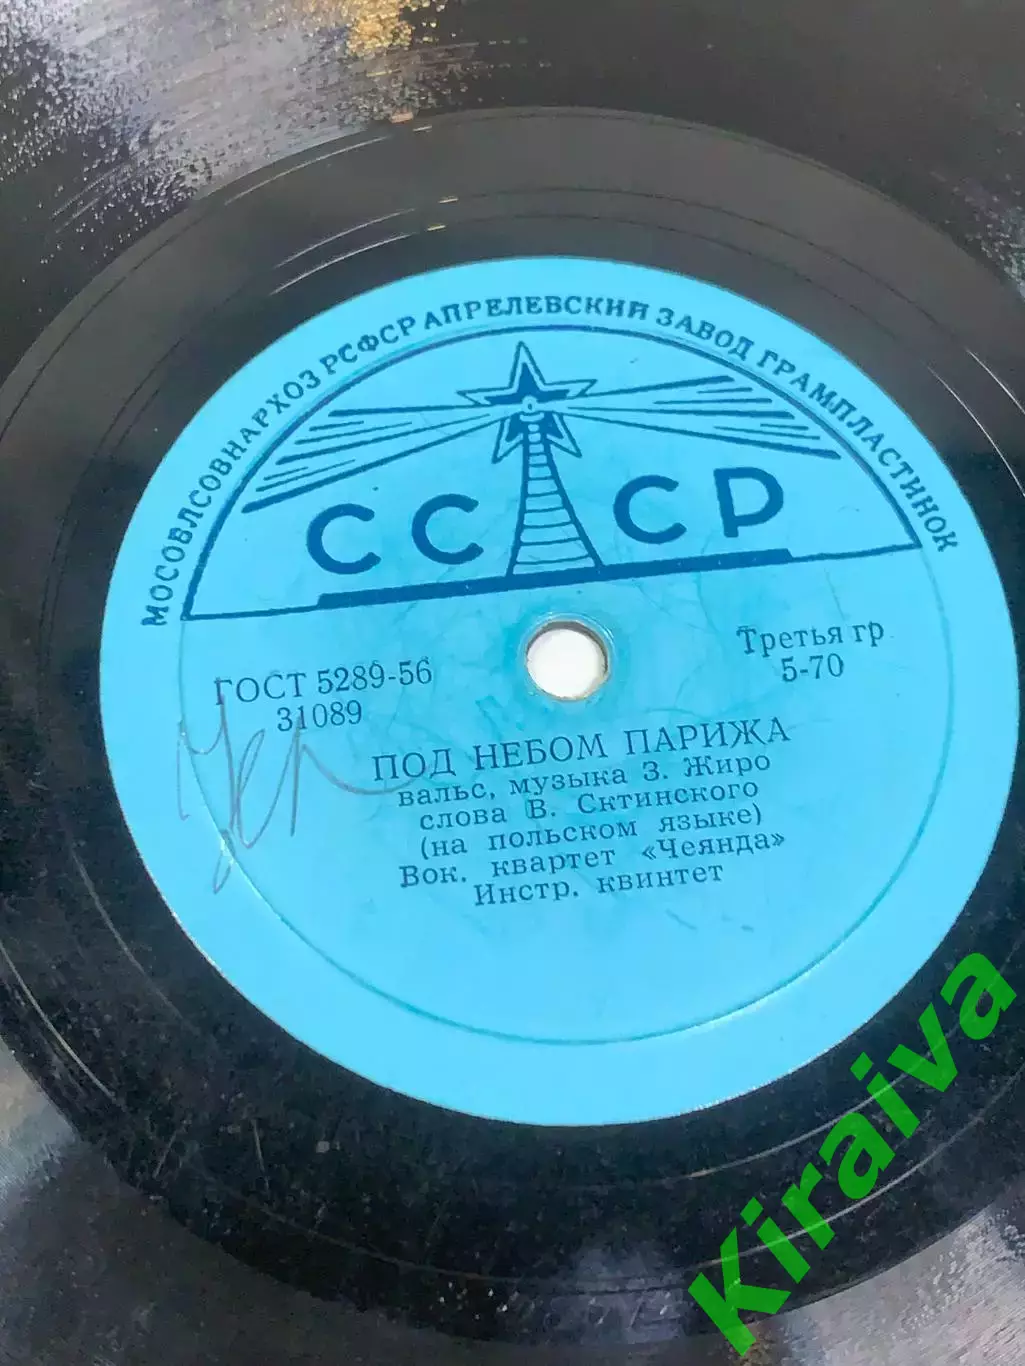 МОСОВЛСОВНАРХОЗ РСФСР АПРЕЛЕВСКИЙ ЗАВОД ГРАМПЛАСТИНОК
СССР
ГОСТ 5289-56
31089
Третья гр
5-70
ПОД НЕБОМ ПАРИЖА
вальс, музыка З. Жиро
слова В. Сктинского
(на польском языке)
Вок. квартет «Чеянда»
Инстр. квинтет
Kiraiva